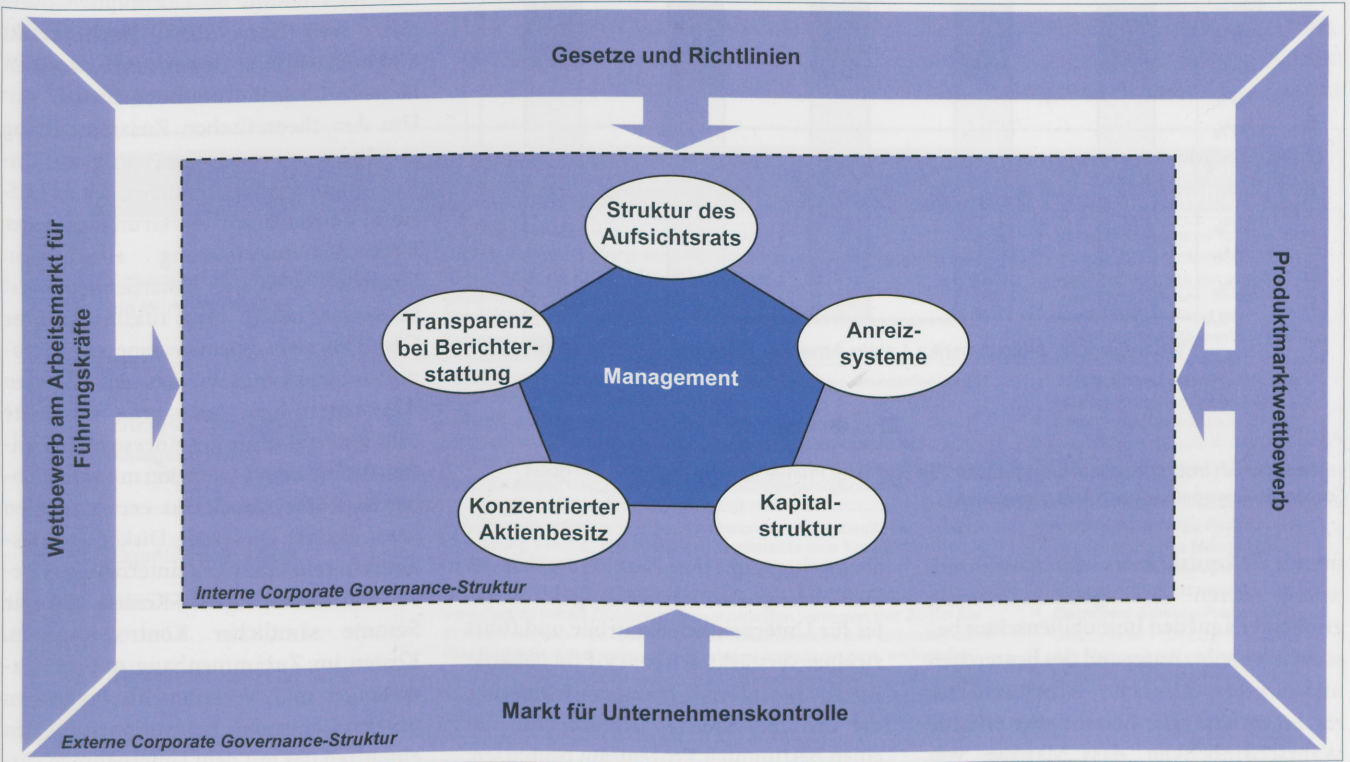 Gesetze und Richtlinien
Wettbewerb am Arbeitsmarkt für
Führungskräfte
Struktur des
Aufsichtsrats
Transparenz
bei Berichter-
stattung
Anreiz-
systeme
Management
Konzentrierter
Aktienbesitz
Kapital-
struktur
Interne Corporate Governance-Struktur
Produktmarktwettbewerb
Markt für Unternehmenskontrolle
Externe Corporate Governance-Struktur